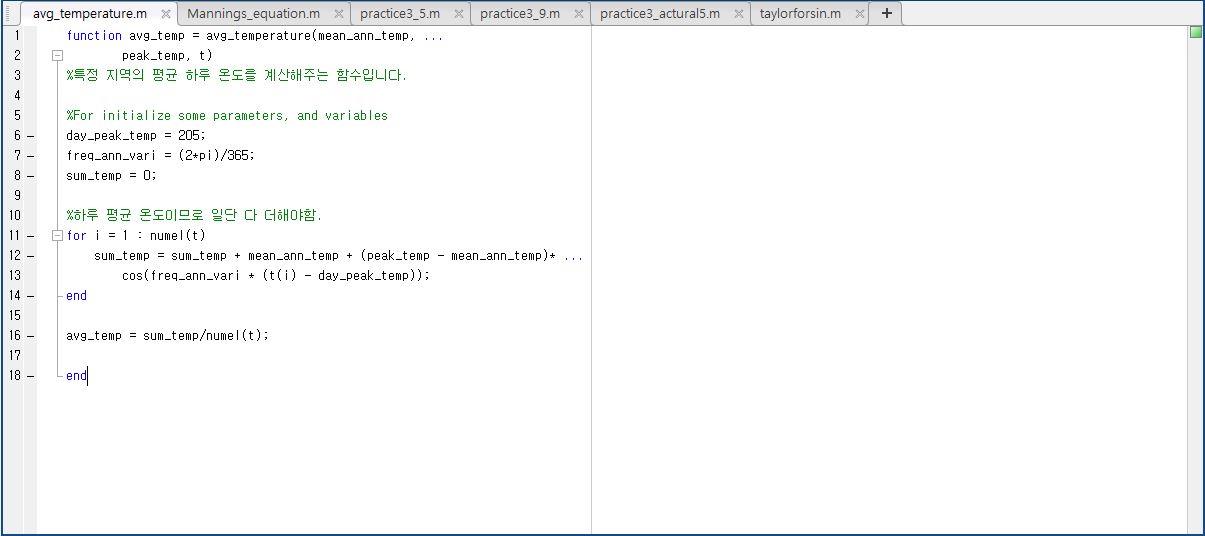 avg_temperature.m × Mannings_equation.m × practice3_5.m × practice3_9.m × practice3_actural5.m × taylorforsin.m × +
1 function avg_temp = avg_temperature(mean_ann_temp, ...
2 peak_temp, t)
3 %특정 지역의 평균 하루 온도를 계산해주는 함수입니다.
4
5 %For initialize some parameters, and variables
6 – day_peak_temp = 205;
7 – freq_ann_vari = (2*pi)/365;
8 – sum_temp = 0;
9
10 %하루 평균 온도이므로 일단 다 더해야함.
11 – for i = 1 : numel(t)
12 – sum_temp = sum_temp + mean_ann_temp + (peak_temp - mean_ann_temp)* ...
13 cos(freq_ann_vari * (t(i) - day_peak_temp));
14 – end
15
16 – avg_temp = sum_temp/numel(t);
17
18 – end